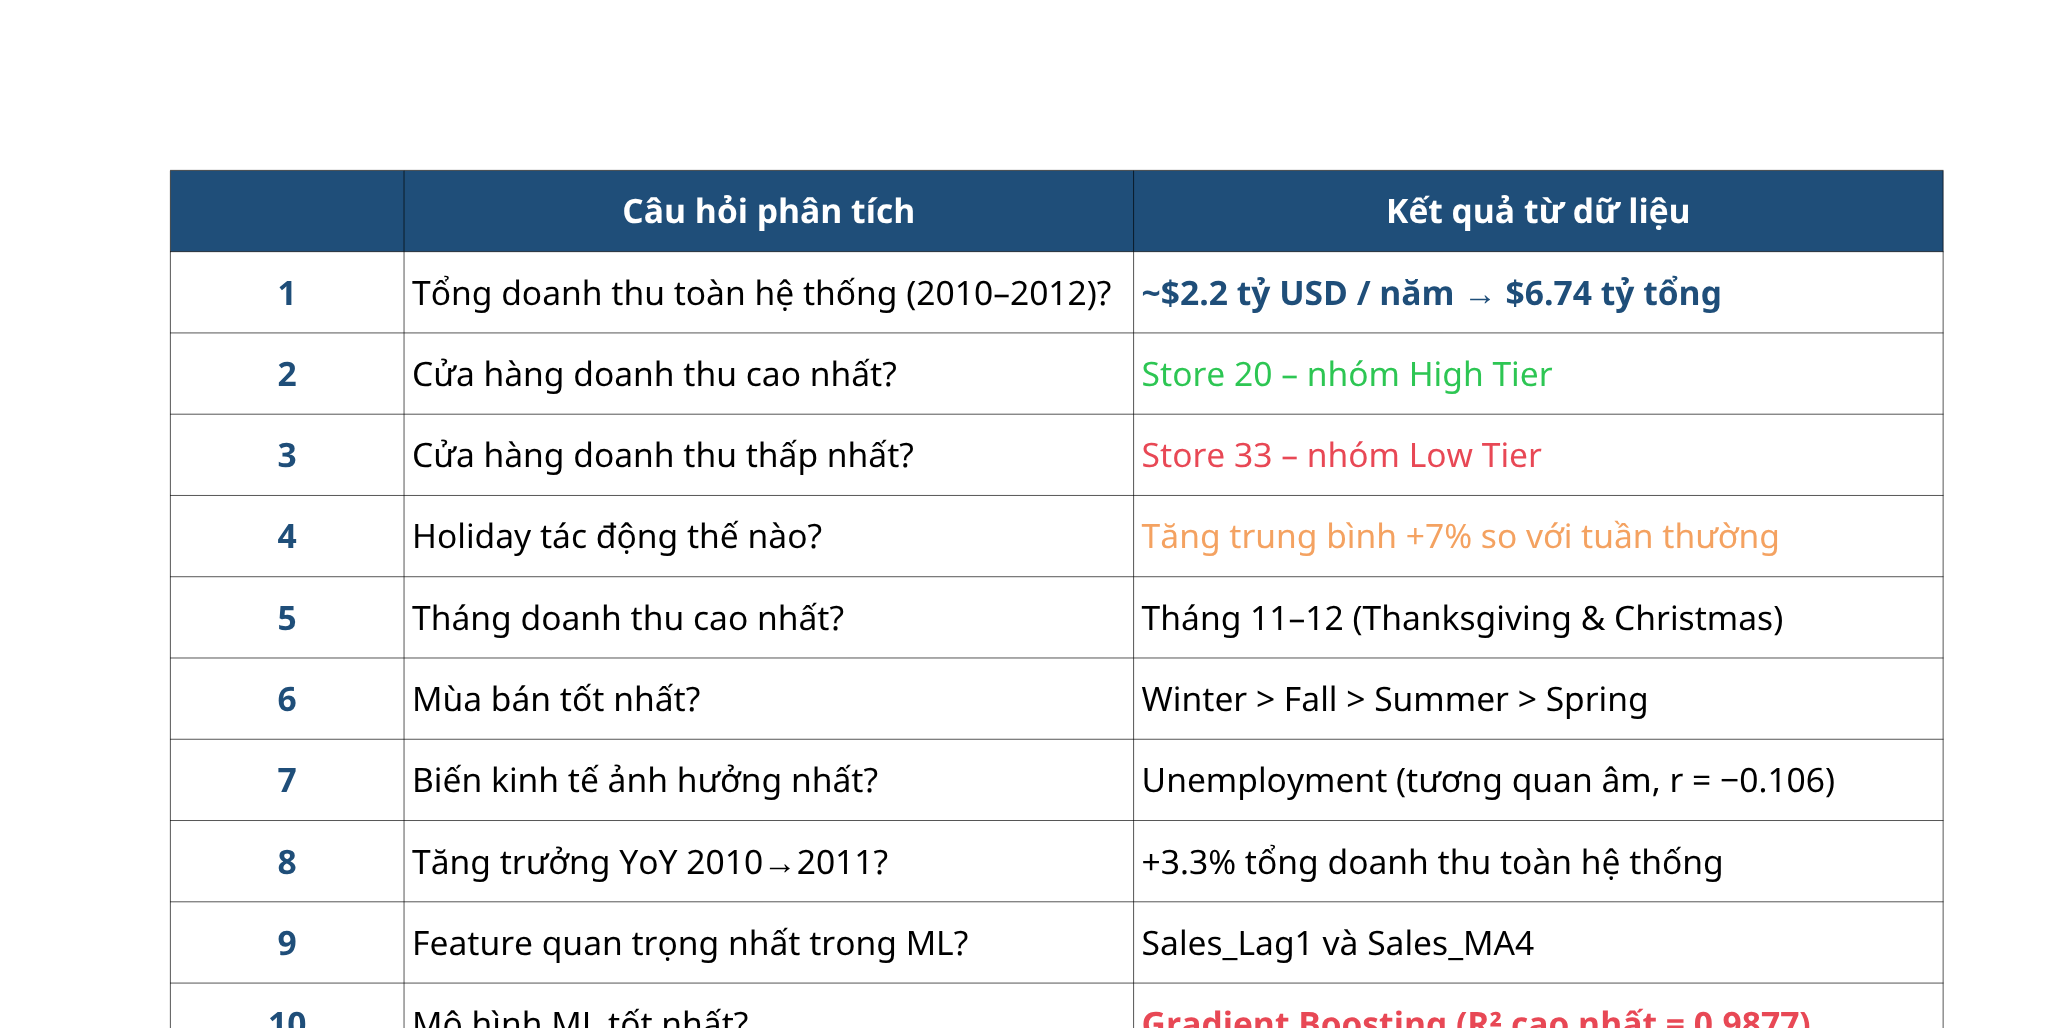 Câu hỏi phân tích Kết quả từ dữ liệu
1 Tổng doanh thu toàn hệ thống (2010–2012)? ~$2.2 tỷ USD / năm → $6.74 tỷ tổng
2 Cửa hàng doanh thu cao nhất? Store 20 – nhóm High Tier
3 Cửa hàng doanh thu thấp nhất? Store 33 – nhóm Low Tier
4 Holiday tác động thế nào? Tăng trung bình +7% so với tuần thường
5 Tháng doanh thu cao nhất? Tháng 11–12 (Thanksgiving & Christmas)
6 Mùa bán tốt nhất? Winter > Fall > Summer > Spring
7 Biến kinh tế ảnh hưởng nhất? Unemployment (tương quan âm, r = −0.106)
8 Tăng trưởng YoY 2010→2011? +3.3% tổng doanh thu toàn hệ thống
9 Feature quan trọng nhất trong ML? Sales_Lag1 và Sales_MA4
10 Mô hình ML tốt nhất? Gradient Boosting (R² cao nhất = 0.9877)